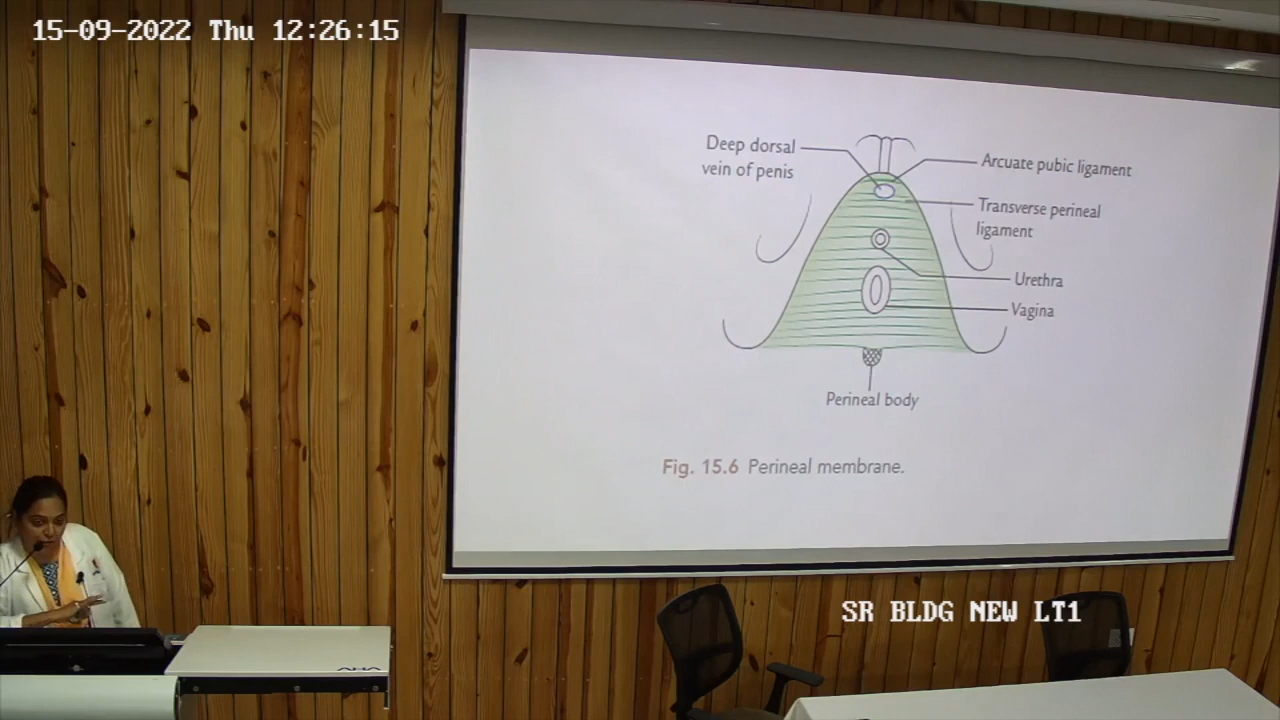 15-09-2022 Thu 12:26:15
Deep dorsal
vein of penis
Arcuate pubic ligament
Transverse perineal
ligament
Urethra
Vagina
Perineal body
Fig. 15.6 Perineal membrane.
SR BLDG NEW LT1